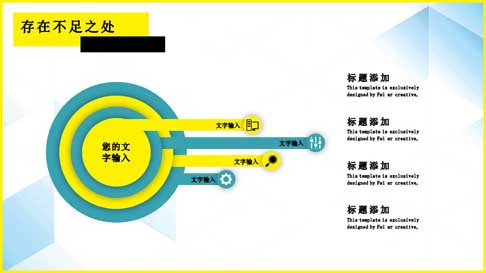 存在不足之处
您的文
字输入
文字输入
文字输入
文字输入
文字输入
标题添加
This template is exclusively
designed by Fei er creative。
标题添加
This template is exclusively
designed by Fei er creative。
标题添加
This template is exclusively
designed by Fei er creative。
标题添加
This template is exclusively
designed by Fei er creative。